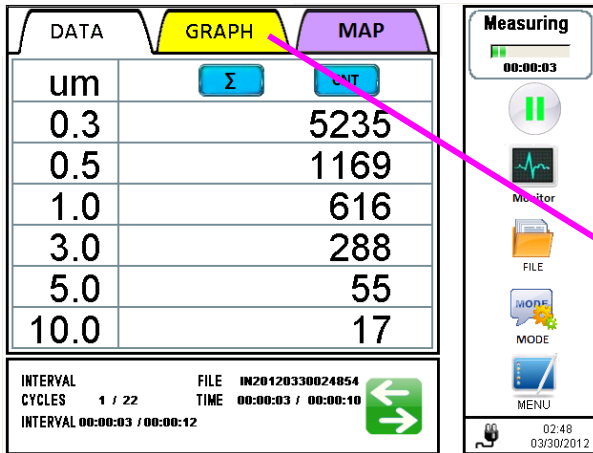 DATA GRAPH MAP
um Σ CNT
0.3 5235
0.5 1169
1.0 616
3.0 288
5.0 55
10.0 17
INTERVAL FILE IN20120330024854
CYCLES 1 / 22 TIME 00:00:03 / 00:00:10
INTERVAL 00:00:03 / 00:00:12
Measuring
00:00:03
Monitor
FILE
MODE
MODE
MENU
02:48
03/30/2012